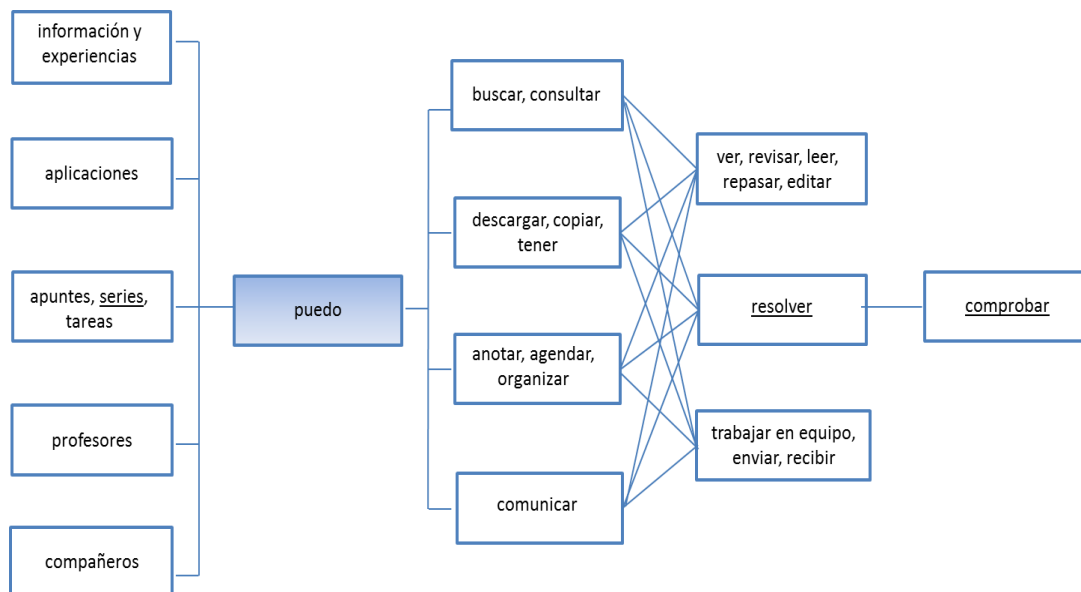 información y
experiencias
aplicaciones
apuntes, series,
tareas
profesores
compañeros
puedo
buscar, consultar
descargar, copiar,
tener
anotar, agendar,
organizar
comunicar
ver, revisar, leer,
repasar, editar
resolver
trabajar en equipo,
enviar, recibir
comprobar